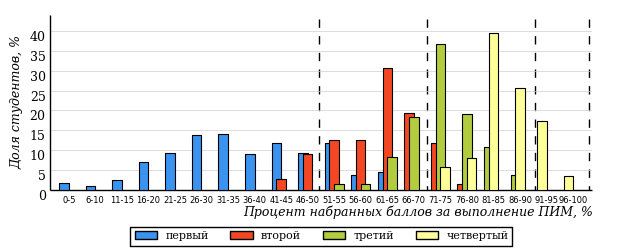 Доля студентов, %
40
35
30
25
20
15
10
5
0
0-5 6-10 11-15 16-20 21-25 26-30 31-35 36-40 41-45 46-50 51-55 56-60 61-65 66-70 71-75 76-80 81-85 86-90 91-95 96-100
Процент набранных баллов за выполнение ПИМ, %
первый второй третий четвертый